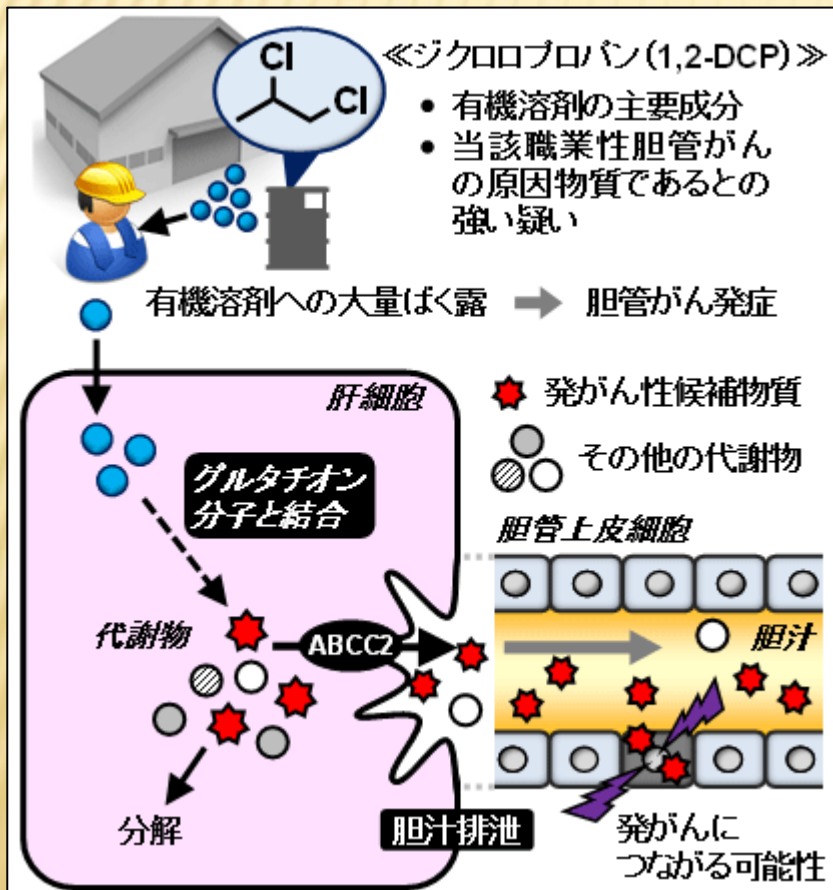 Cl
Cl
≪ジクロロプロパン(1,2-DCP)≫
• 有機溶剤の主要成分
• 当該職業性胆管がん
の原因物質であるとの
強い疑い
有機溶剤への大量ばく露
胆管がん発症
肝細胞
発がん性候補物質
その他の代謝物
グルタチオン
分子と結合
胆管上皮細胞
代謝物
ABCC2
胆汁
分解
胆汁排泄
発がんに
つながる可能性